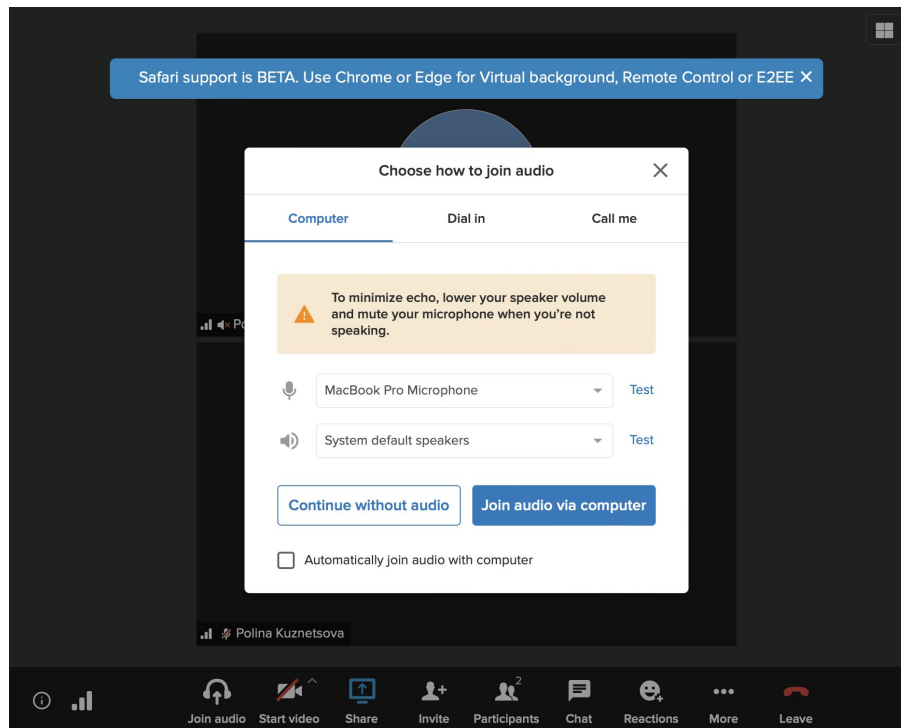 Safari support is BETA. Use Chrome or Edge for Virtual background, Remote Control or E2EE
Choose how to join audio
Computer Dial in Call me
To minimize echo, lower your speaker volume
and mute your microphone when you're not
speaking.
Po
MacBook Pro Microphone Test
System default speakers Test
Continue without audio Join audio via computer
Automatically join audio with computer
Polina Kuznetsova
2
Join audio Start video Share Invite Participants Chat Reactions More Leave